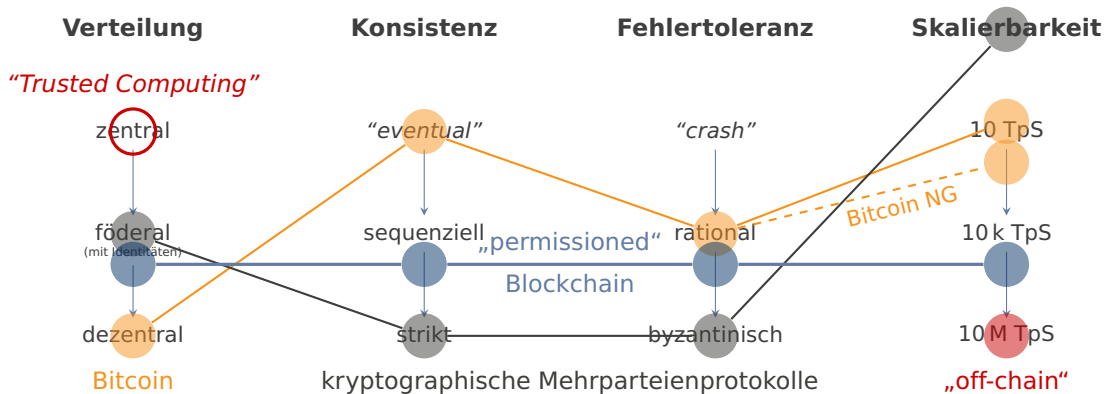 Verteilung Konsistenz Fehlertoleranz Skalierbarkeit
“Trusted Computing”
zentral “eventual” “crash” 10 TpS
Bitcoin NG
föderal sequenziell rational 10 k TpS
(mit Identitäten) „permissioned“
Blockchain
dezentral strikt byzantinisch 10 M TpS
Bitcoin kryptographische Mehrparteienprotokolle „off-chain“